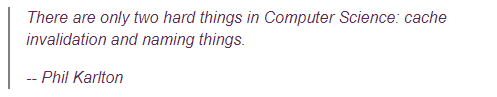 There are only two hard things in Computer Science: cache
invalidation and naming things.
-- Phil Karlton